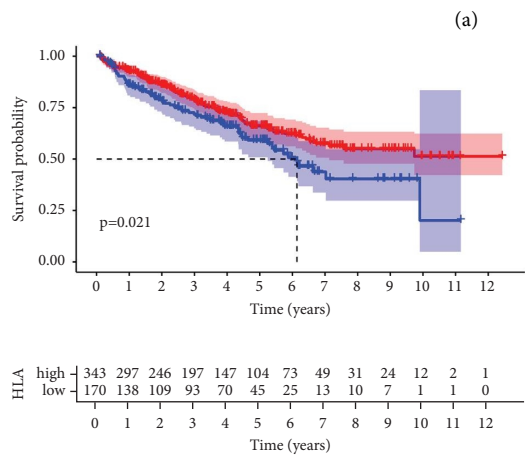 (a)
1.00
0.75
0.50
0.25
0.00
Survival probability
p=0.021
0 1 2 3 4 5 6 7 8 9 10 11 12
Time (years)
HLA
high 343 297 246 197 147 104 73 49 31 24 12 2 1
low 170 138 109 93 70 45 25 13 10 7 1 1 0
0 1 2 3 4 5 6 7 8 9 10 11 12
Time (years)